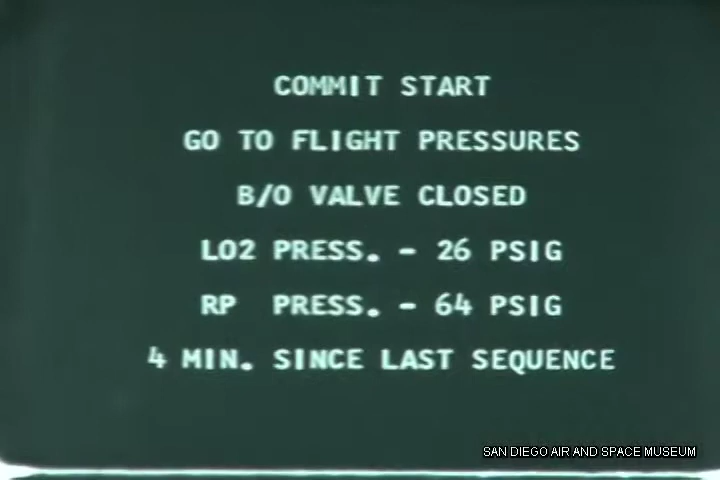 COMMIT START
GO TO FLIGHT PRESSURES
B/O VALVE CLOSED
LO2 PRESS. - 26 PSIG
RP PRESS. - 64 PSIG
4 MIN. SINCE LAST SEQUENCE
SAN DIEGO AIR AND SPACE MUSEUM